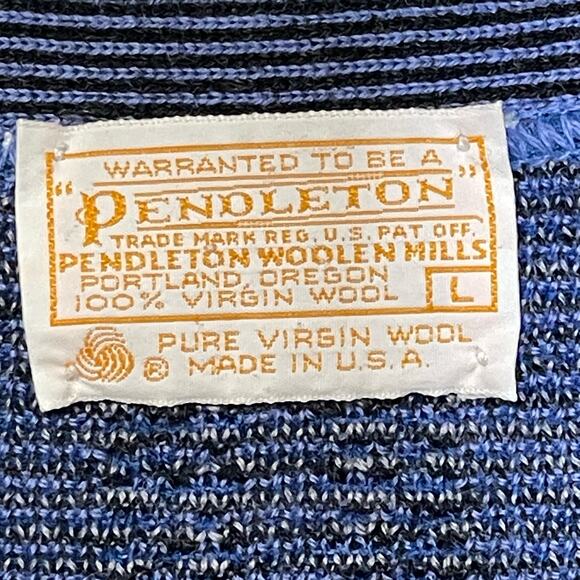 WARRANTED TO BE A
"PENDLETON"
TRADE MARK REG. U.S. PAT OFF.
PENDLETON WOOLEN MILLS
PORTLAND, OREGON
100% VIRGIN WOOL
L
® PURE VIRGIN WOOL
MADE IN U.S.A.